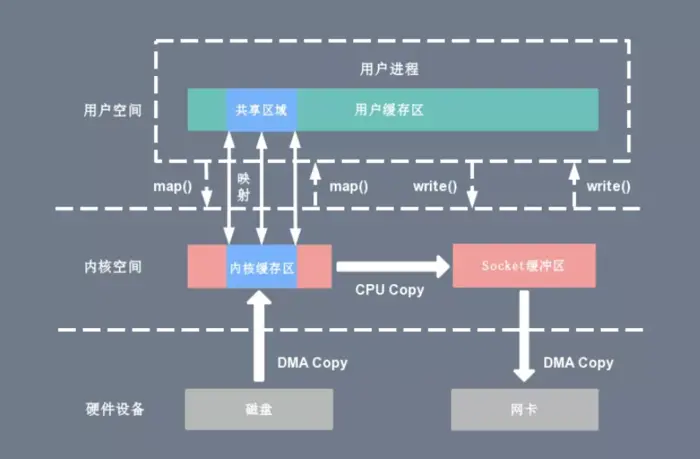 用户进程
用户空间
共享区域
用户缓存区
map()
映射
map()
write()
write()
内核空间
内核缓存区
Socket缓冲区
CPU Copy
DMA Copy
DMA Copy
硬件设备
磁盘
网卡